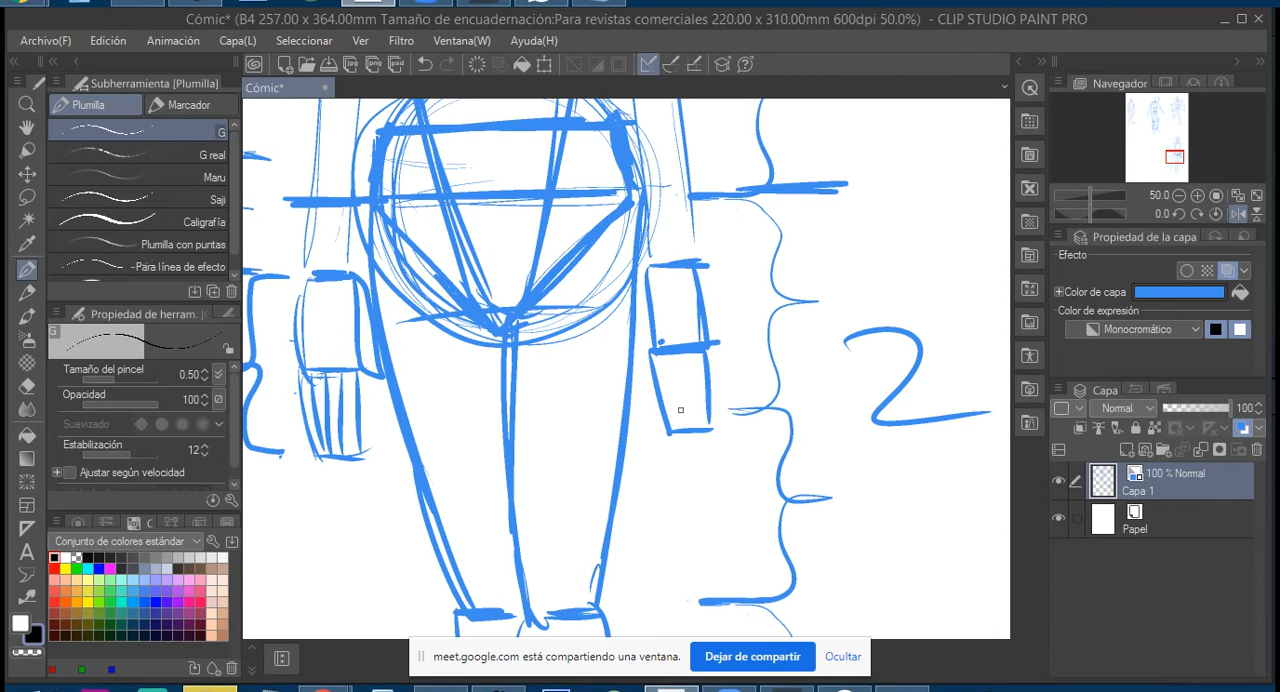 Cómic* (B4 257.00 x 364.00mm Tamaño de encuadernación:Para revistas comerciales 220.00 x 310.00mm 600dpi 50.0%) - CLIP STUDIO PAINT PRO
Archivo(F) Edición Animación Capa(L) Seleccionar Ver Filtro Ventana(W) Ayuda(H)
Subherramienta [Plumilla]
Cómic*
Navegador
Plumilla Marcador
G
G real
Maru
Saji
Caligrafía
Plumilla con puntas
Para línea de efecto
50.0
0.0
Propiedad de la capa
Efecto
Color de capa
Color de expresión
Monocromático
Propiedad de herram.
G
Tamaño del pincel 0.50
Opacidad 100
Suavizado
Estabilización 12
Ajustar según velocidad
2
Capa
Normal 100
100 % Normal
Capa 1
Papel
C
Conjunto de colores estándar
meet.google.com está compartiendo una ventana. Dejar de compartir Ocultar